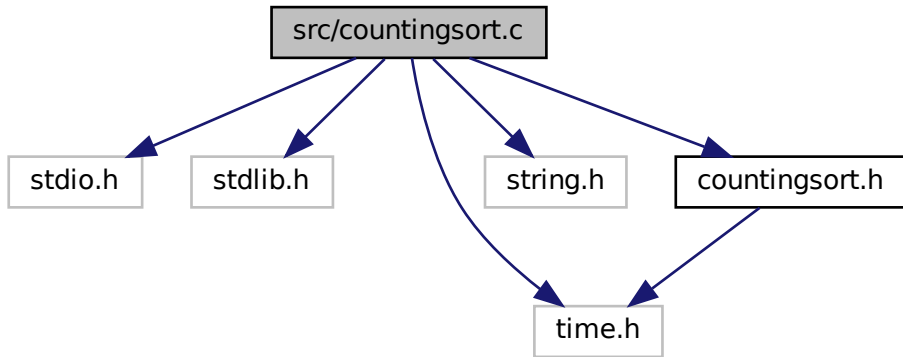 src/countingsort.c
stdio.h
stdlib.h
string.h
countingsort.h
time.h